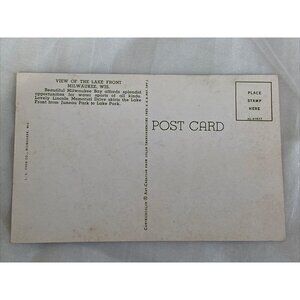 VIEW OF THE LAKE FRONT
MILWAUKEE, WIS.
Beautiful Milwaukee Bay affords splendid
opportunities for water sports of all kinds.
Lovely Lincoln Memorial Drive skirts the Lake
Front from Juneau Park to Lake Park.
POST CARD
PLACE
STAMP
HERE